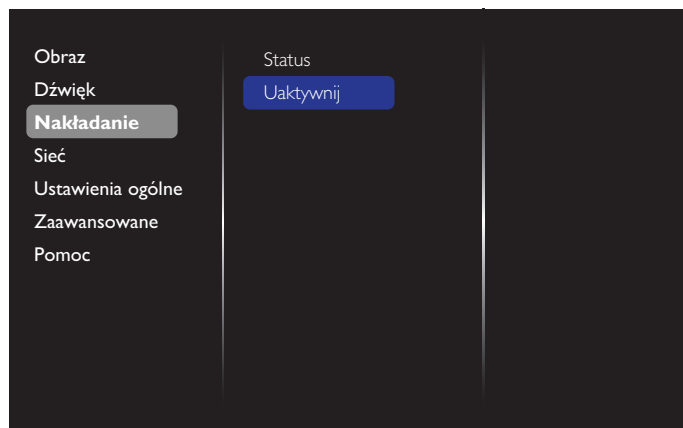 Obraz
Dźwięk
Nakładanie
Sieć
Ustawienia ogólne
Zaawansowane
Pomoc
Status
Uaktywnij